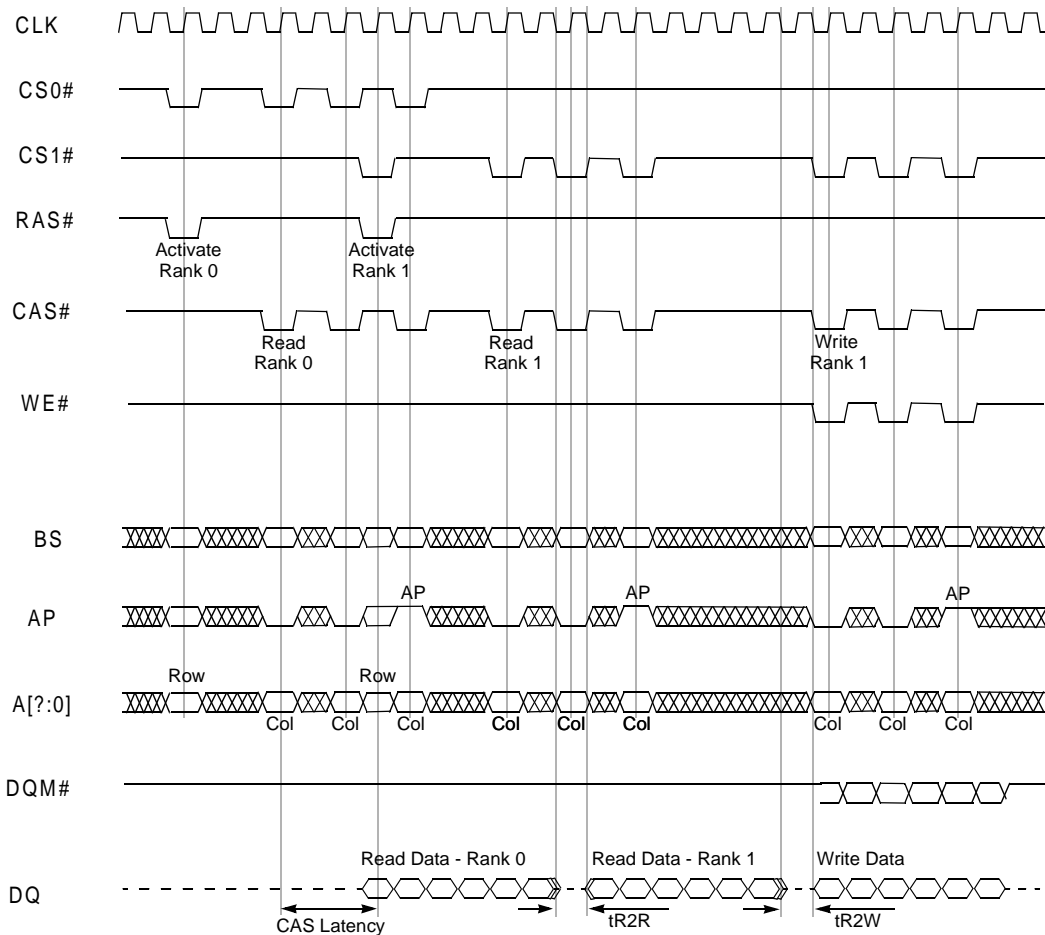 CLK
CS0#
CS1#
RAS#
Activate Activate
Rank 0 Rank 1
CAS#
Read Read Write
Rank 0 Rank 1 Rank 1
WE#
BS
AP AP AP
AP
Row Row
A[?:0]
Col Col Col Col Col Col Col Col Col
DQM#
Read Data - Rank 0 Read Data - Rank 1 Write Data
DQ
CAS Latency tR2R tR2W